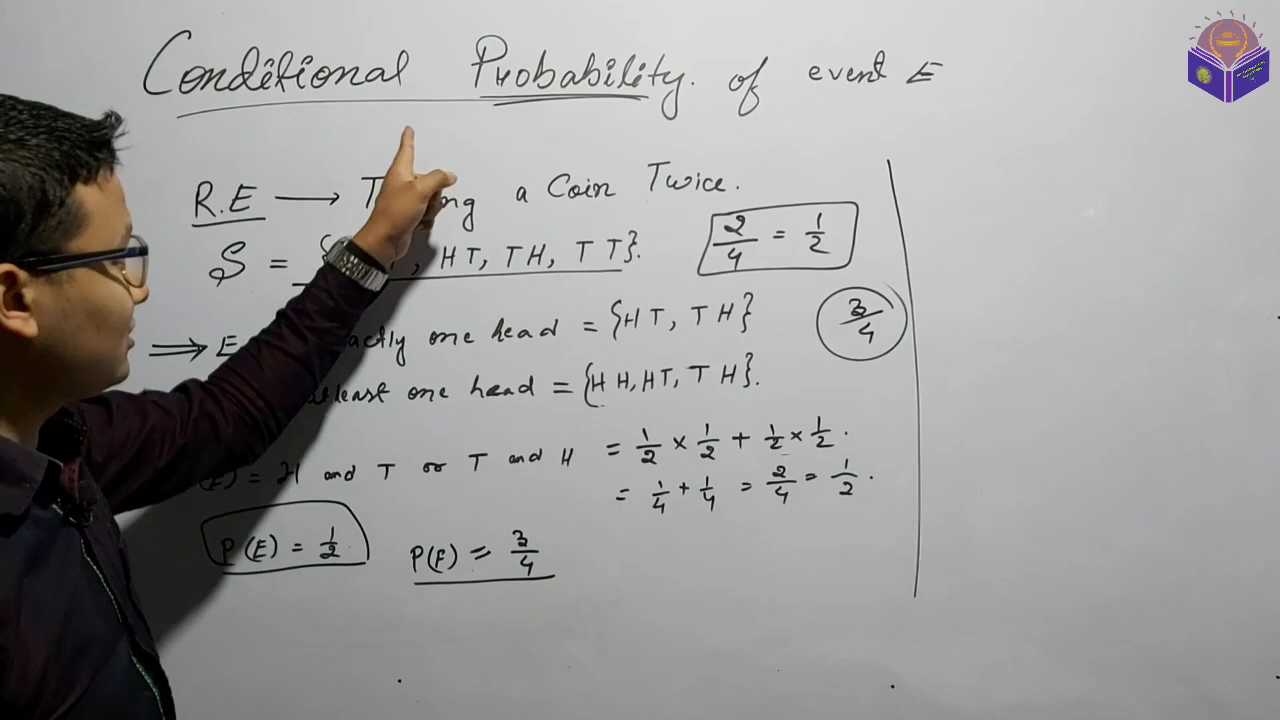 Conditional Probability. of event E
R.E → a Coin Twice.
S = HT, TH, TT}. 2/4 = 1/2
⇒ E one head = {HT, TH} 3/4
atleast one head = {HH, HT, TH}.
(E) = H and T or T and H = 1/2 × 1/2 + 1/2 × 1/2.
= 1/4 + 1/4 = 2/4 = 1/2.
P(E) = 1/2 P(F) = 3/4